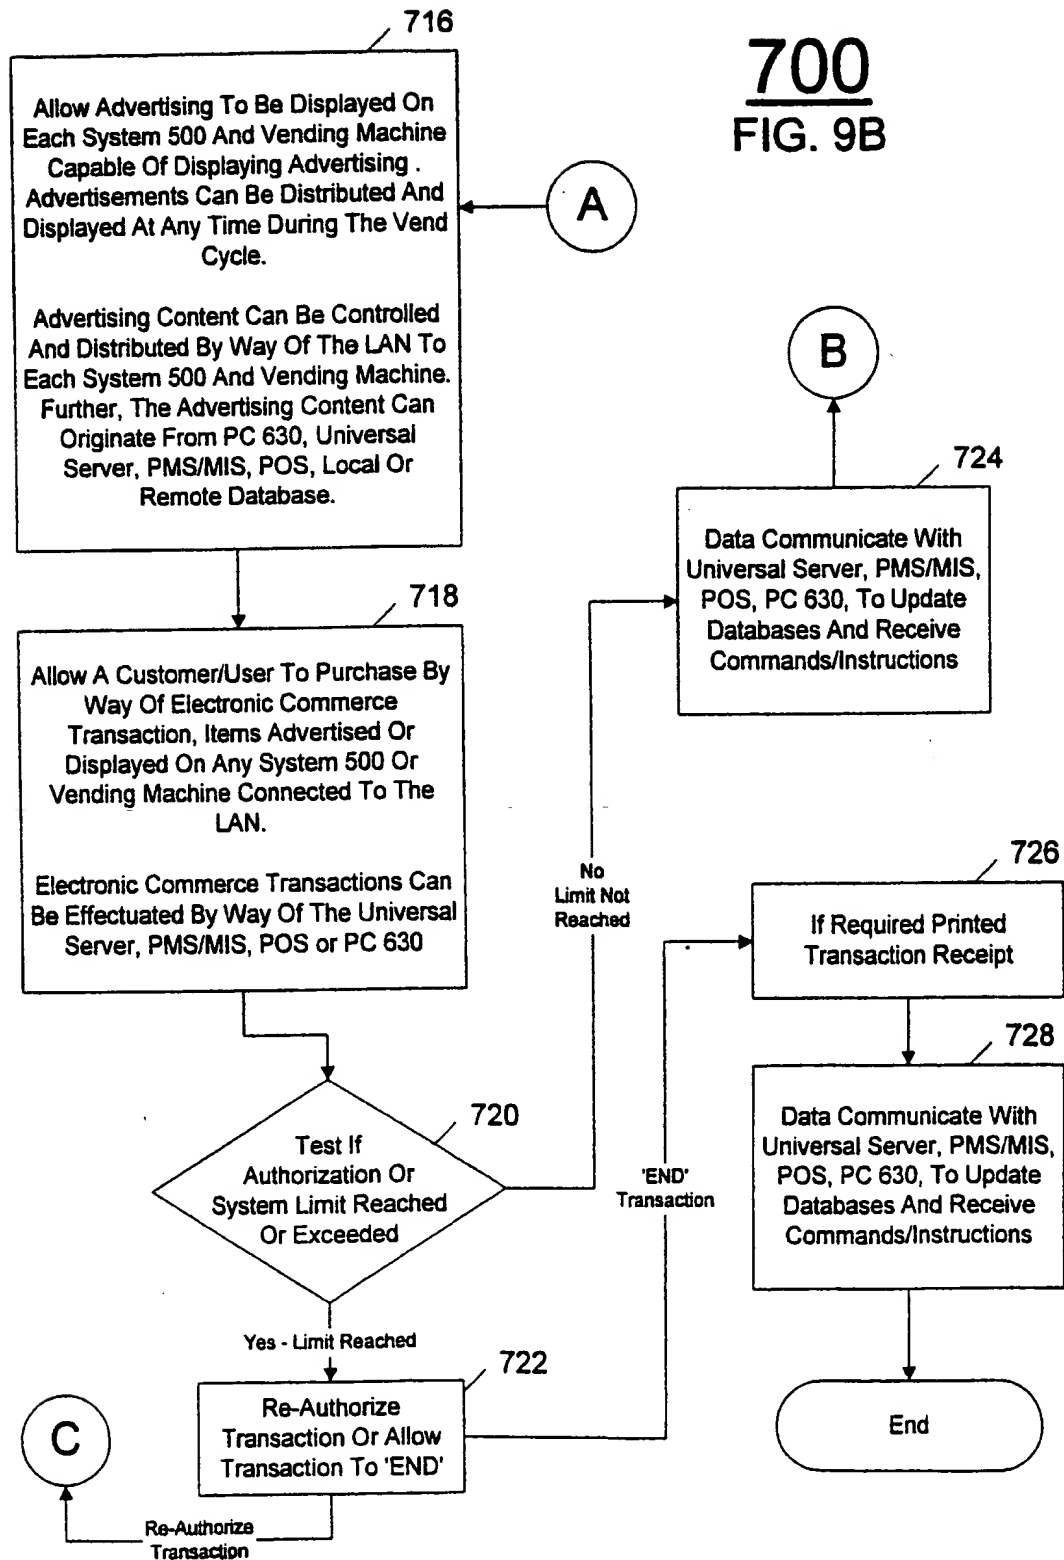 700
FIG. 9B
716
Allow Advertising To Be Displayed On
Each System 500 And Vending Machine
Capable Of Displaying Advertising .
Advertisements Can Be Distributed And
Displayed At Any Time During The Vend
Cycle.
Advertising Content Can Be Controlled
And Distributed By Way Of The LAN To
Each System 500 And Vending Machine.
Further, The Advertising Content Can
Originate From PC 630, Universal
Server, PMS/MIS, POS, Local Or
Remote Database.
A
B
718
Allow A Customer/User To Purchase By
Way Of Electronic Commerce
Transaction, Items Advertised Or
Displayed On Any System 500 Or
Vending Machine Connected To The
LAN.
Electronic Commerce Transactions Can
Be Effectuated By Way Of The Universal
Server, PMS/MIS, POS or PC 630
724
Data Communicate With
Universal Server, PMS/MIS,
POS, PC 630, To Update
Databases And Receive
Commands/Instructions
No
Limit Not
Reached
720
Test If
Authorization Or
System Limit Reached
Or Exceeded
Yes - Limit Reached
722
Re-Authorize
Transaction Or Allow
Transaction To 'END'
C
Re-Authorize
Transaction
'END'
Transaction
726
If Required Printed
Transaction Receipt
728
Data Communicate With
Universal Server, PMS/MIS,
POS, PC 630, To Update
Databases And Receive
Commands/Instructions
End